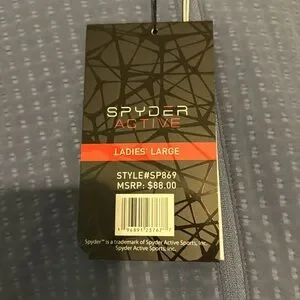 SPYDER
ACTIVE
LADIES' LARGE
STYLE#SP869
MSRP: $88.00
Spyder™ is a trademark of Spyder Active Sports, Inc.
Spyder Active Sports, Inc.